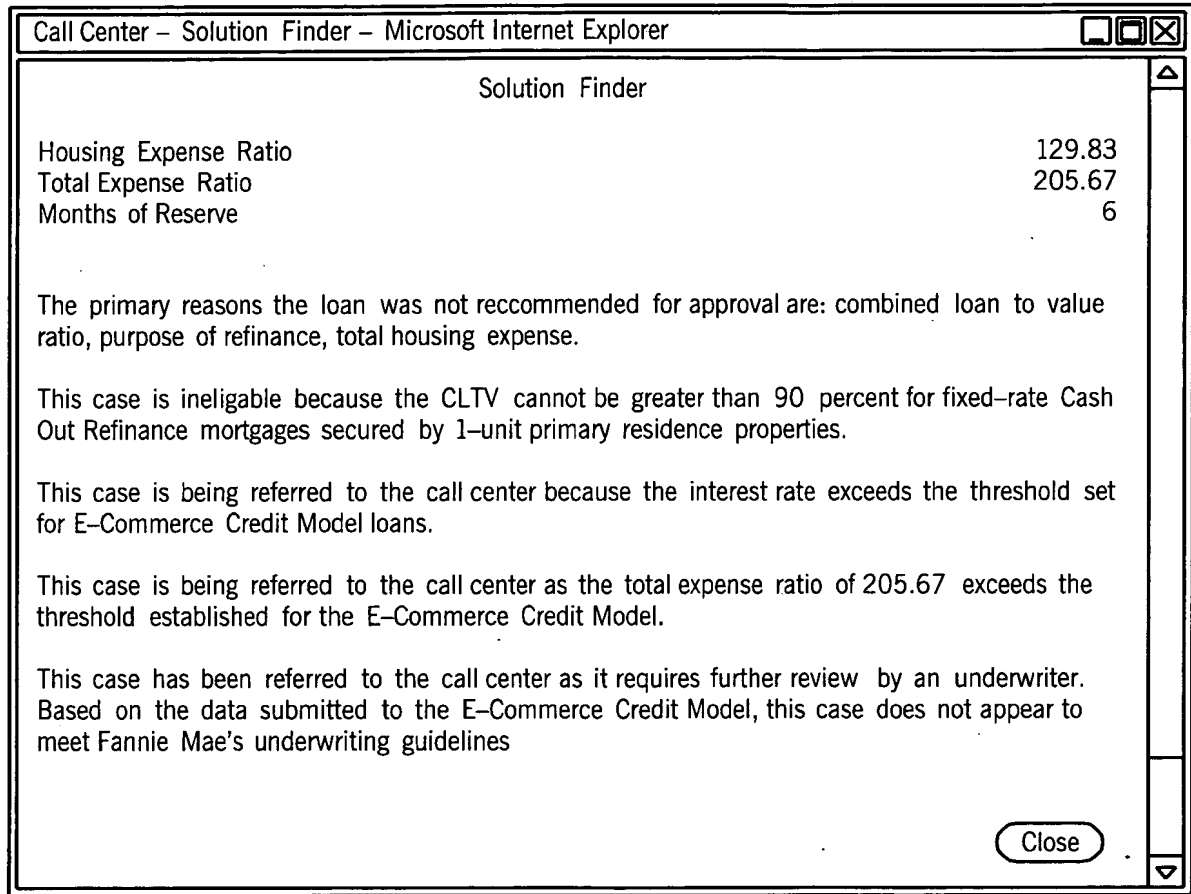 Call Center – Solution Finder – Microsoft Internet Explorer
Solution Finder
Housing Expense Ratio 129.83
Total Expense Ratio 205.67
Months of Reserve 6
The primary reasons the loan was not reccommended for approval are: combined loan to value
ratio, purpose of refinance, total housing expense.
This case is ineligable because the CLTV cannot be greater than 90 percent for fixed–rate Cash
Out Refinance mortgages secured by 1–unit primary residence properties.
This case is being referred to the call center because the interest rate exceeds the threshold set
for E–Commerce Credit Model loans.
This case is being referred to the call center as the total expense ratio of 205.67 exceeds the
threshold established for the E–Commerce Credit Model.
This case has been referred to the call center as it requires further review by an underwriter.
Based on the data submitted to the E–Commerce Credit Model, this case does not appear to
meet Fannie Mae's underwriting guidelines
Close